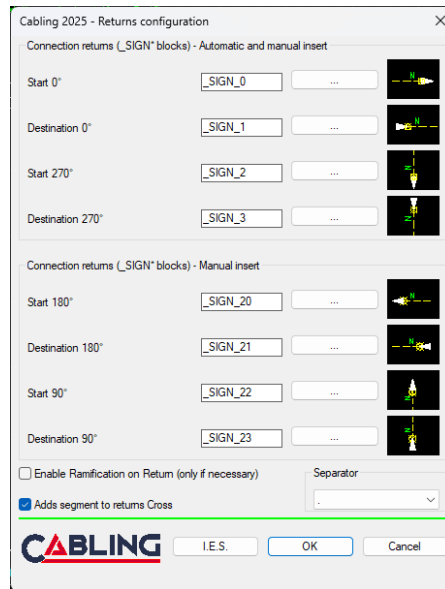 Cabling 2025 - Returns configuration
Connection returns (_SIGN* blocks) - Automatic and manual insert
Start 0° _SIGN_0 ... N
Destination 0° _SIGN_1 ... N
Start 270° _SIGN_2 ... N
Destination 270° _SIGN_3 ... N
Connection returns (_SIGN* blocks) - Manual insert
Start 180° _SIGN_20 ... N
Destination 180° _SIGN_21 ... N
Start 90° _SIGN_22 ... N
Destination 90° _SIGN_23 ... N
Enable Ramification on Return (only if necessary)
Separator
.
Adds segment to returns Cross
CABLING I.E.S. OK Cancel